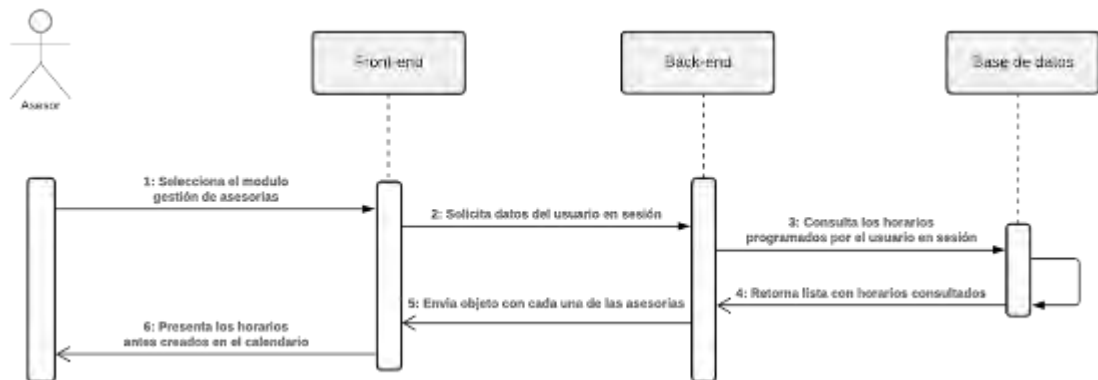 Front-end
Back-end
Base de datos
Asesor
1: Selecciona el modulo
gestión de asesorias
2: Solicita datos del usuario en sesión
3: Consulta los horarios
programados por el usuario en sesión
4: Retorna lista con horarios consultados
5: Envia objeto con cada una de las asesorias
6: Presenta los horarios
antes creados en el calendario